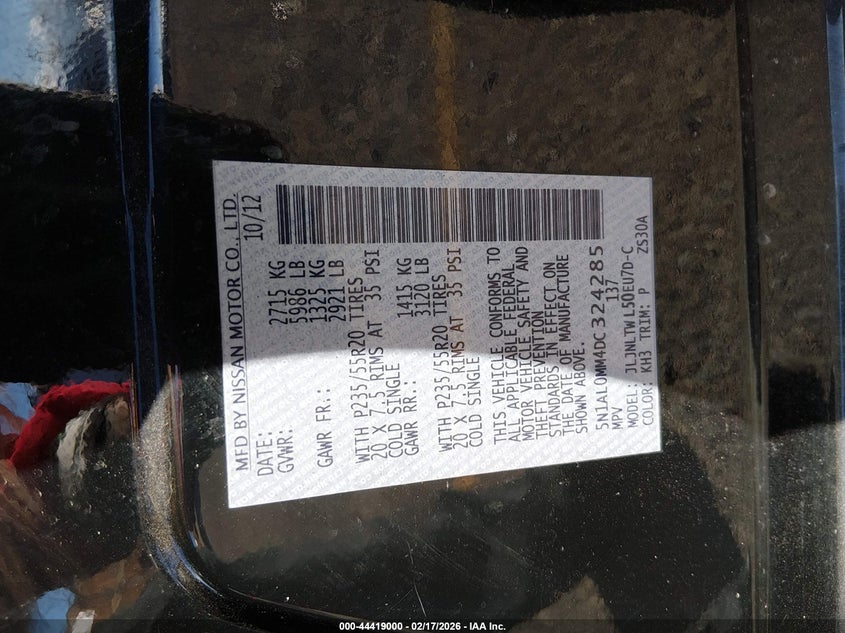 MFD BY NISSAN MOTOR CO., LTD.
DATE: 10/12
GVWR: 2715 KG
5986 LB
GAWR FR.: 1325 KG
2921 LB
WITH P235/55R20 TIRES
20 X 7.5 RIMS AT 35 PSI
COLD SINGLE
GAWR RR.: 1415 KG
3120 LB
WITH P235/55R20 TIRES
20 X 7.5 RIMS AT 35 PSI
COLD SINGLE
THIS VEHICLE CONFORMS TO
ALL APPLICABLE FEDERAL
MOTOR VEHICLE SAFETY AND
THEFT PREVENTION
STANDARDS IN EFFECT ON
THE DATE OF MANUFACTURE
SHOWN ABOVE.
5N1AL0MM4DC324285
MPV 137
MODEL: JLJNLTW L50EU7D-C
COLOR: KH3 TRIM: P ZS30A
000-44419000 - 02/17/2026 - IAA Inc.